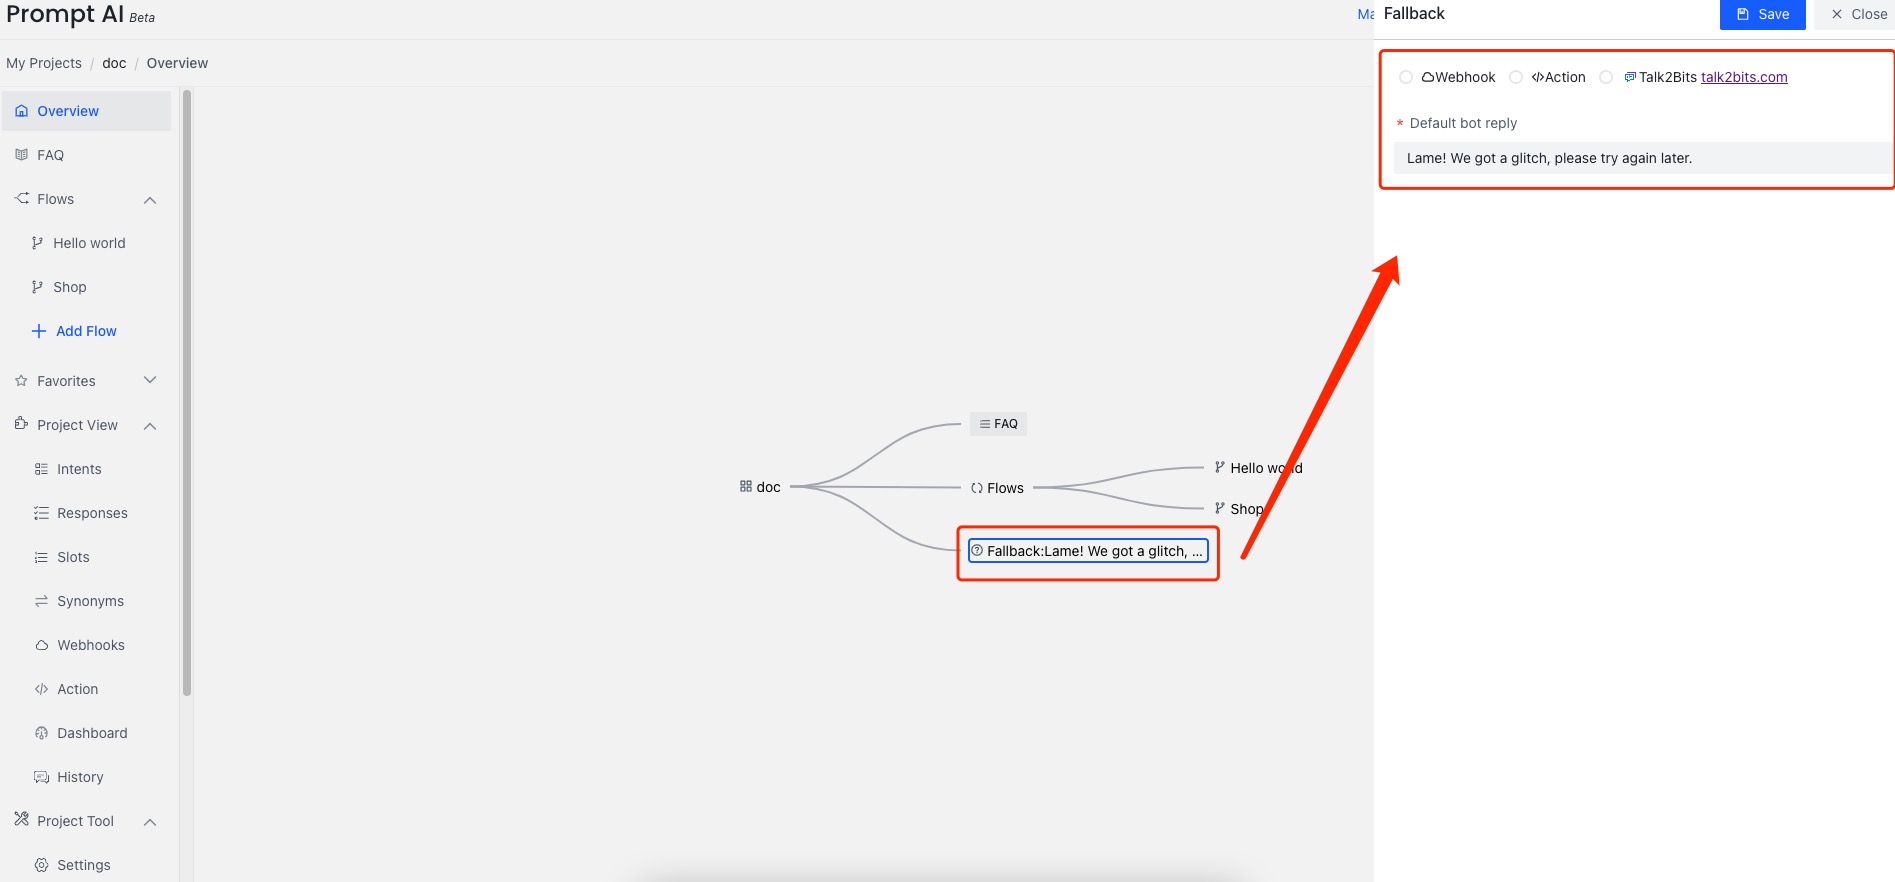 Prompt AI Beta
Ma
Fallback
Save
Close
My Projects / doc / Overview
Webhook
Action
Talk2Bits talk2bits.com
* Default bot reply
Lame! We got a glitch, please try again later.
Overview
FAQ
Flows
Hello world
Shop
Add Flow
Favorites
Project View
Intents
Responses
Slots
Synonyms
Webhooks
Action
Dashboard
History
Project Tool
Settings
doc
FAQ
Flows
Hello world
Shop
Fallback:Lame! We got a glitch, ...